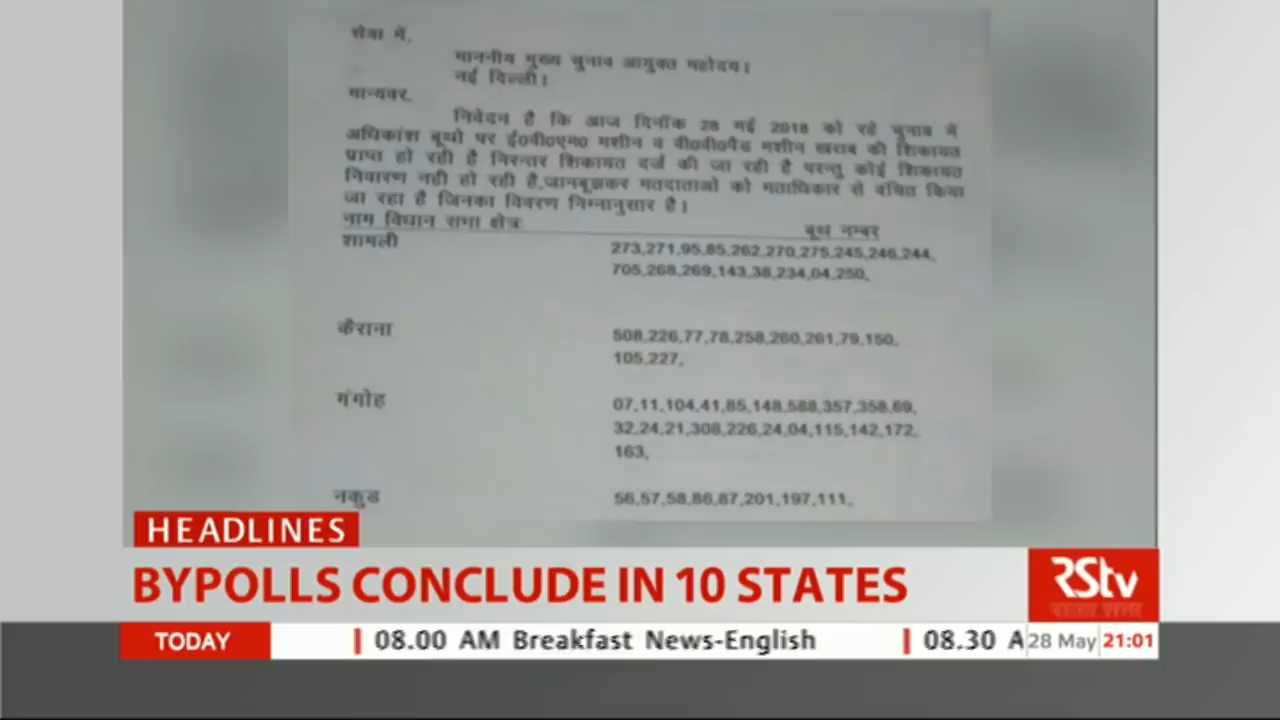 सेवा में,
माननीय मुख्य चुनाव आयुक्त महोदय।
नई दिल्ली।
मान्यवर,
निवेदन है कि आज दिनॉक 28 मई 2018 को रहे चुनाव में
अधिकांश बूथो पर ई0वी0एम0 मशीन व वी0वी0पैड मशीन खराब की शिकायत
प्राप्त हो रही है निरन्तर शिकायत दर्ज की जा रही है परन्तु कोई शिकायत
निवारण नही हो रही है,जानबूझकर मतदाताओ को मताधिकार से वंचित किया
जा रहा है जिनका विवरण निम्नानुसार है।
नाम विधान सभा क्षेत्र बूथ नम्बर
शामली 273,271,95,85,262,270,275,245,246,244,
705,268,269,143,38,234,04,250,
कैराना 508,226,77,78,258,260,261,79,150,
105,227,
गंगोह 07,11,104,41,85,148,588,357,358,69,
32,24,21,308,226,24,04,115,142,172,
163,
नकुड 56,57,58,86,87,201,197,111,
HEADLINES
BYPOLLS CONCLUDE IN 10 STATES
RStv
राज्य सभा
TODAY | 08.00 AM Breakfast News-English | 08.30 A 28 May 21:01